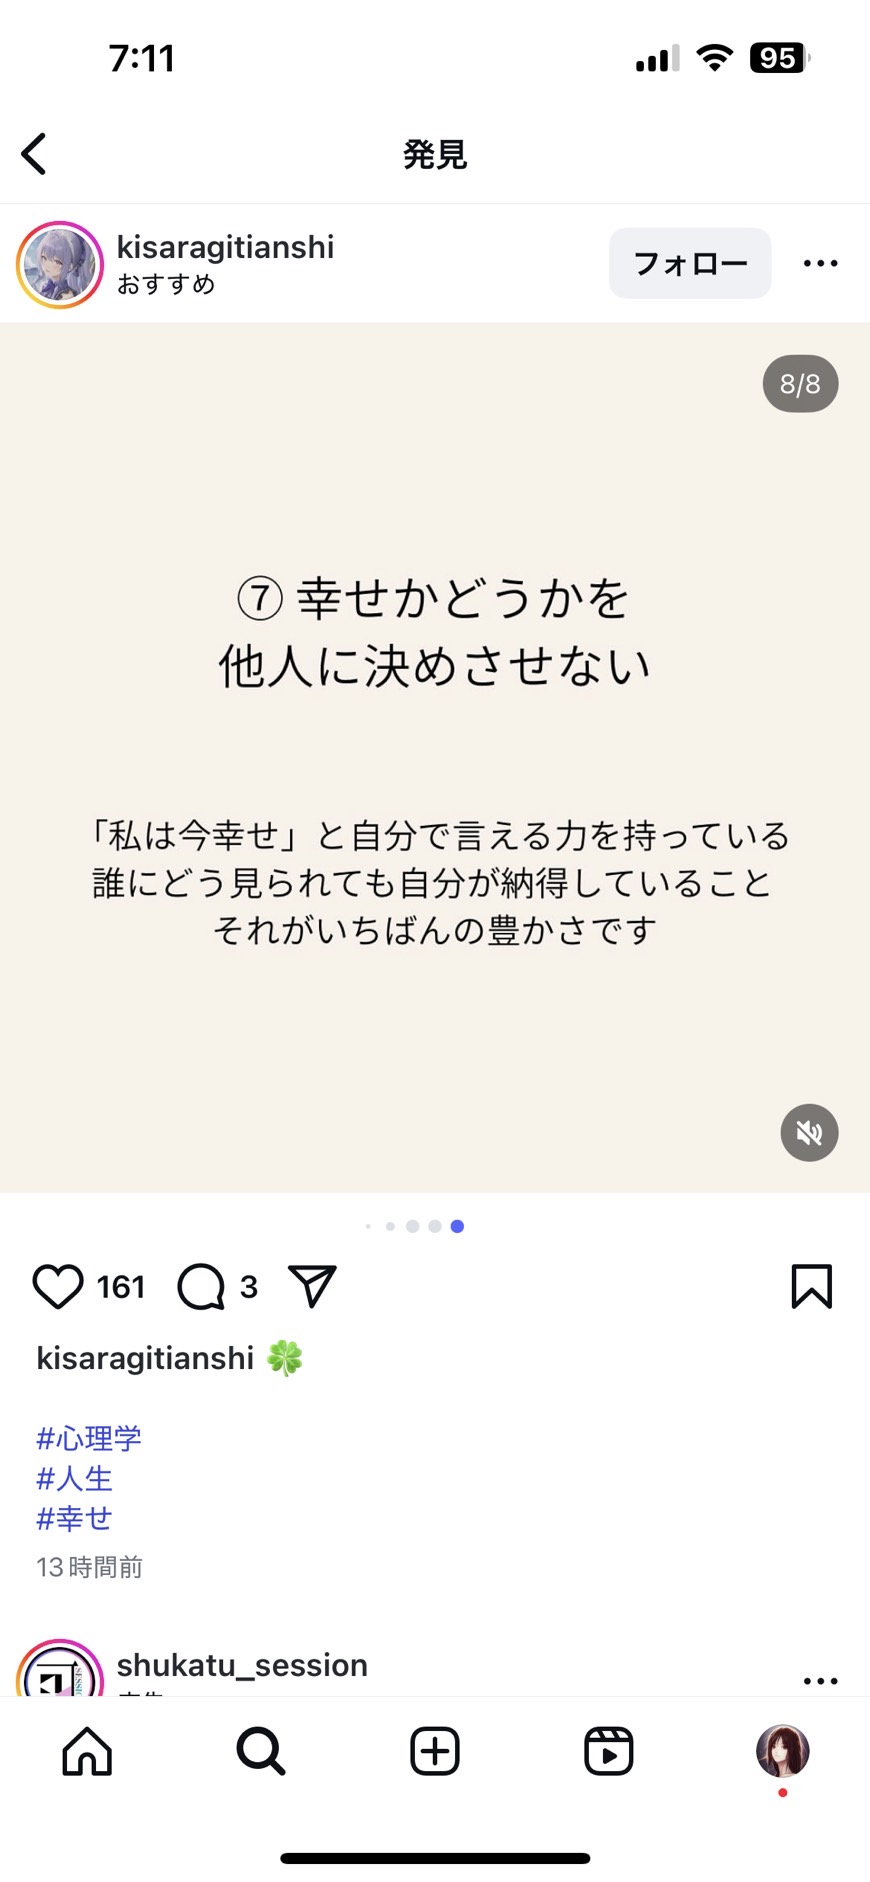 7:11
95
発見
kisaragitianshi
おすすめ
フォロー
8/8
⑦ 幸せかどうかを
他人に決めさせない
「私は今幸せ」と自分で言える力を持っている
誰にどう見られても自分が納得していること
それがいちばんの豊かさです
161
3
kisaragitianshi 🍀
#心理学
#人生
#幸せ
13時間前
shukatu_session